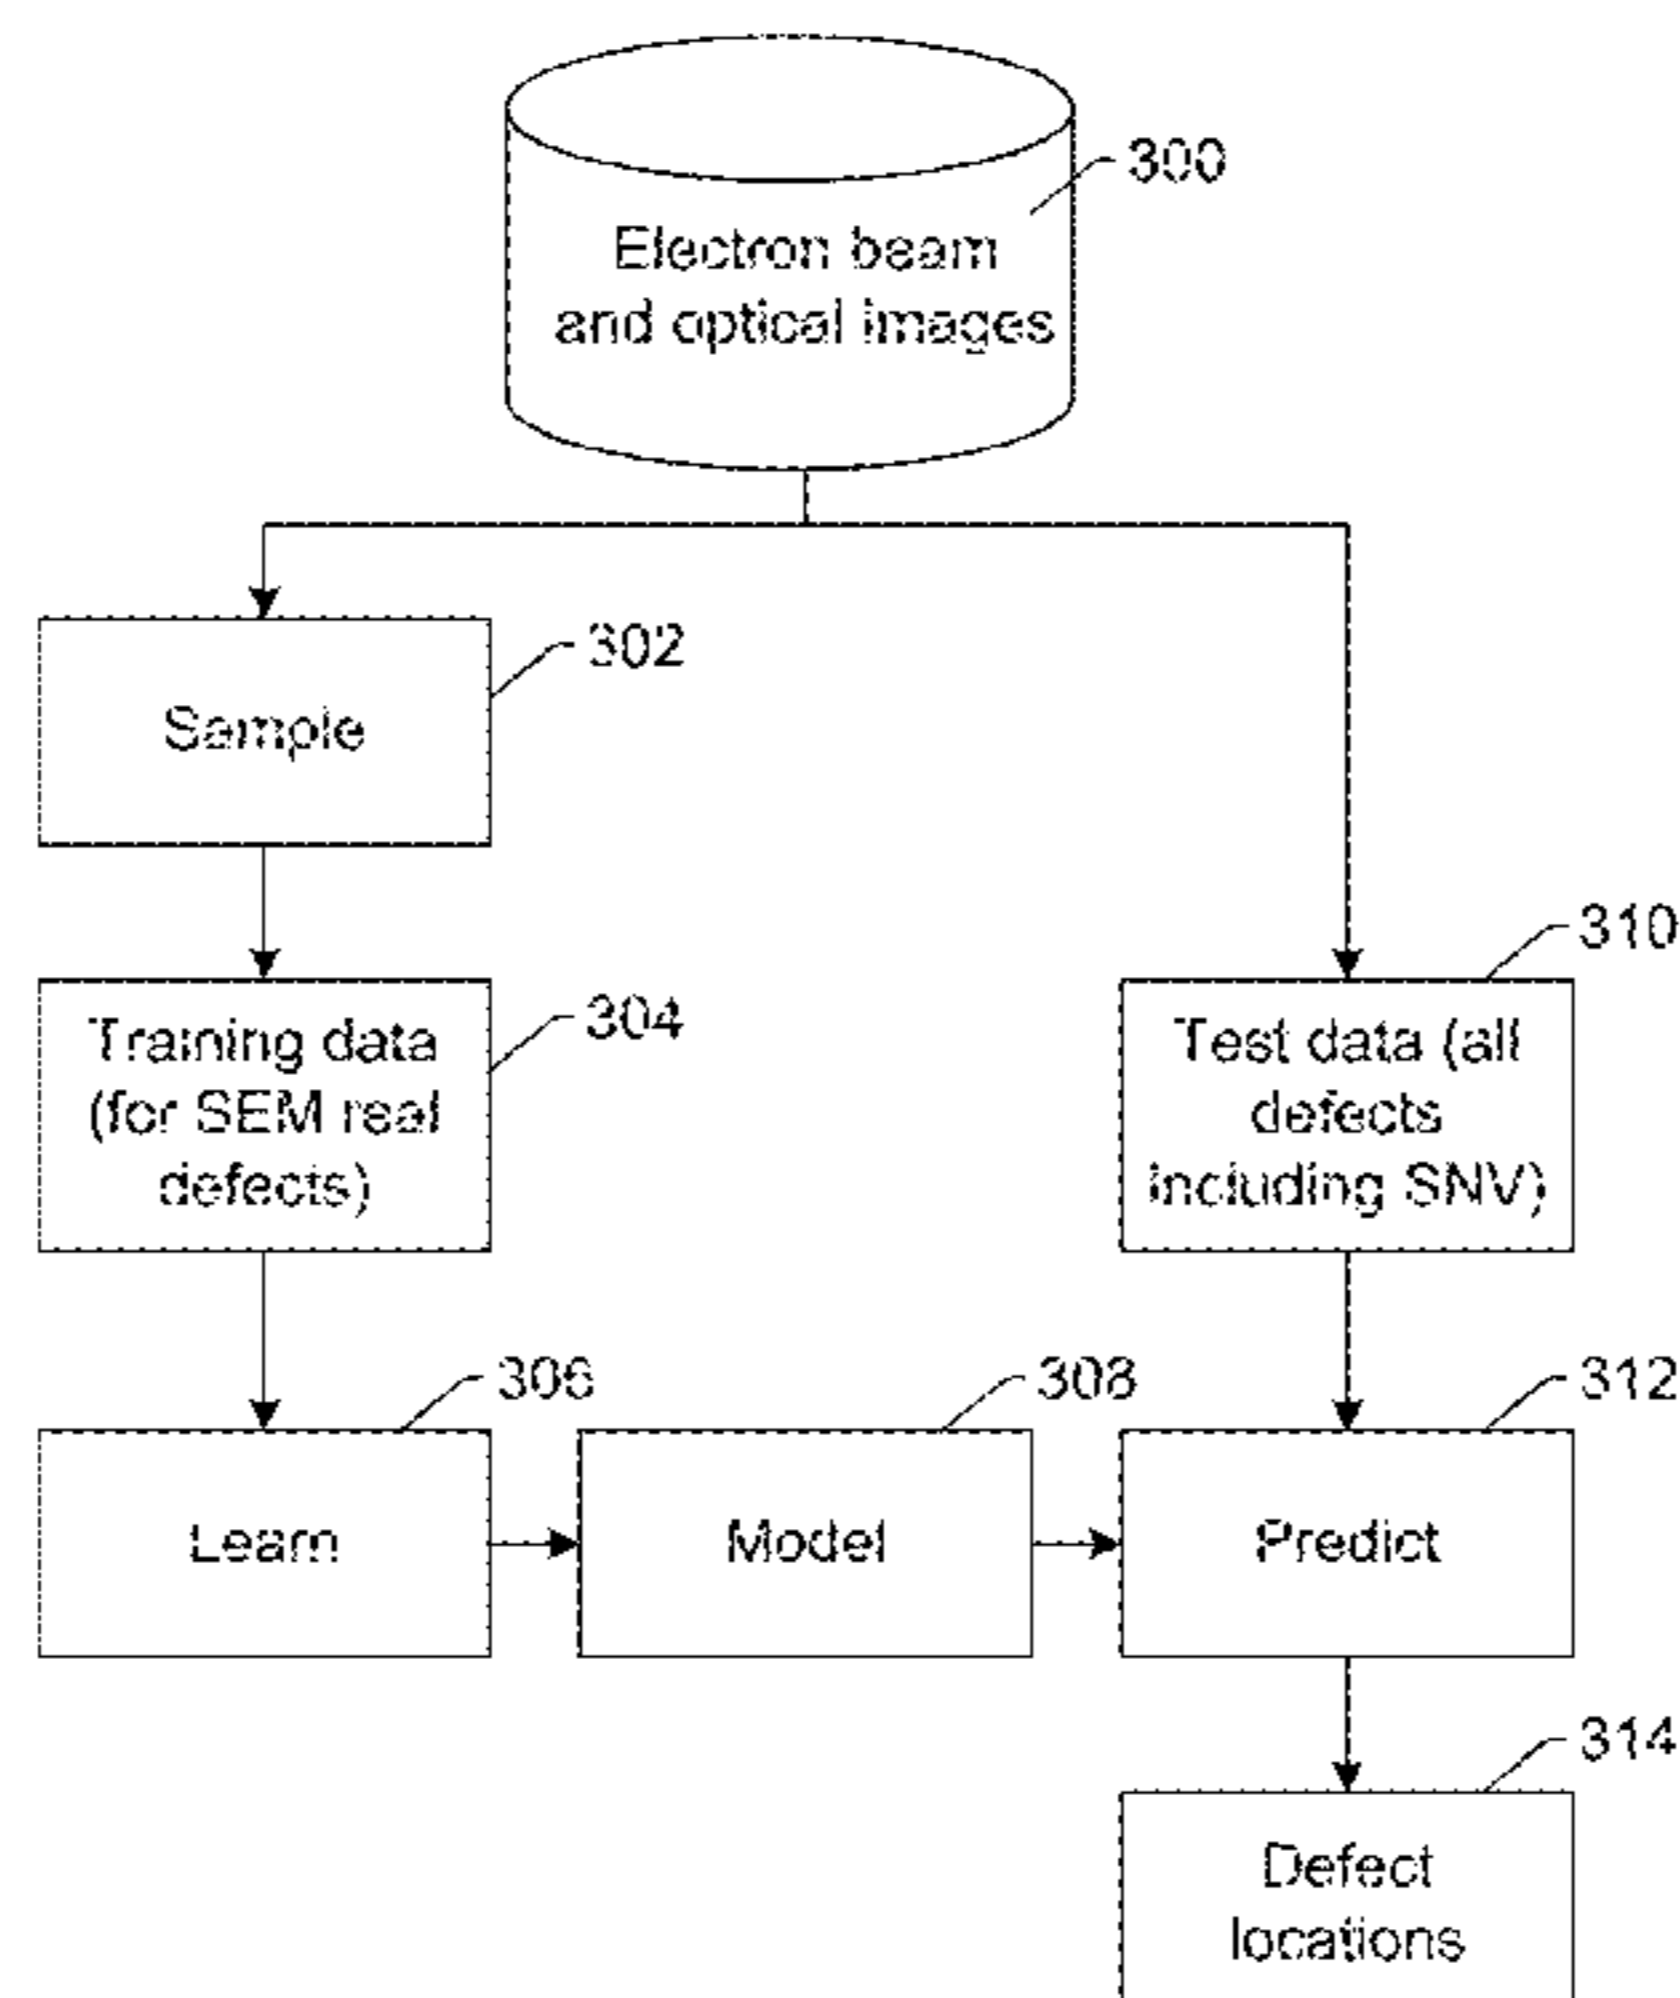 300
Electron beam
and optical images
302
Sample
304
Training data
(for SEM real
defects)
310
Test data (all
defects
including SNV)
306
Learn
308
Model
312
Predict
314
Defect
locations